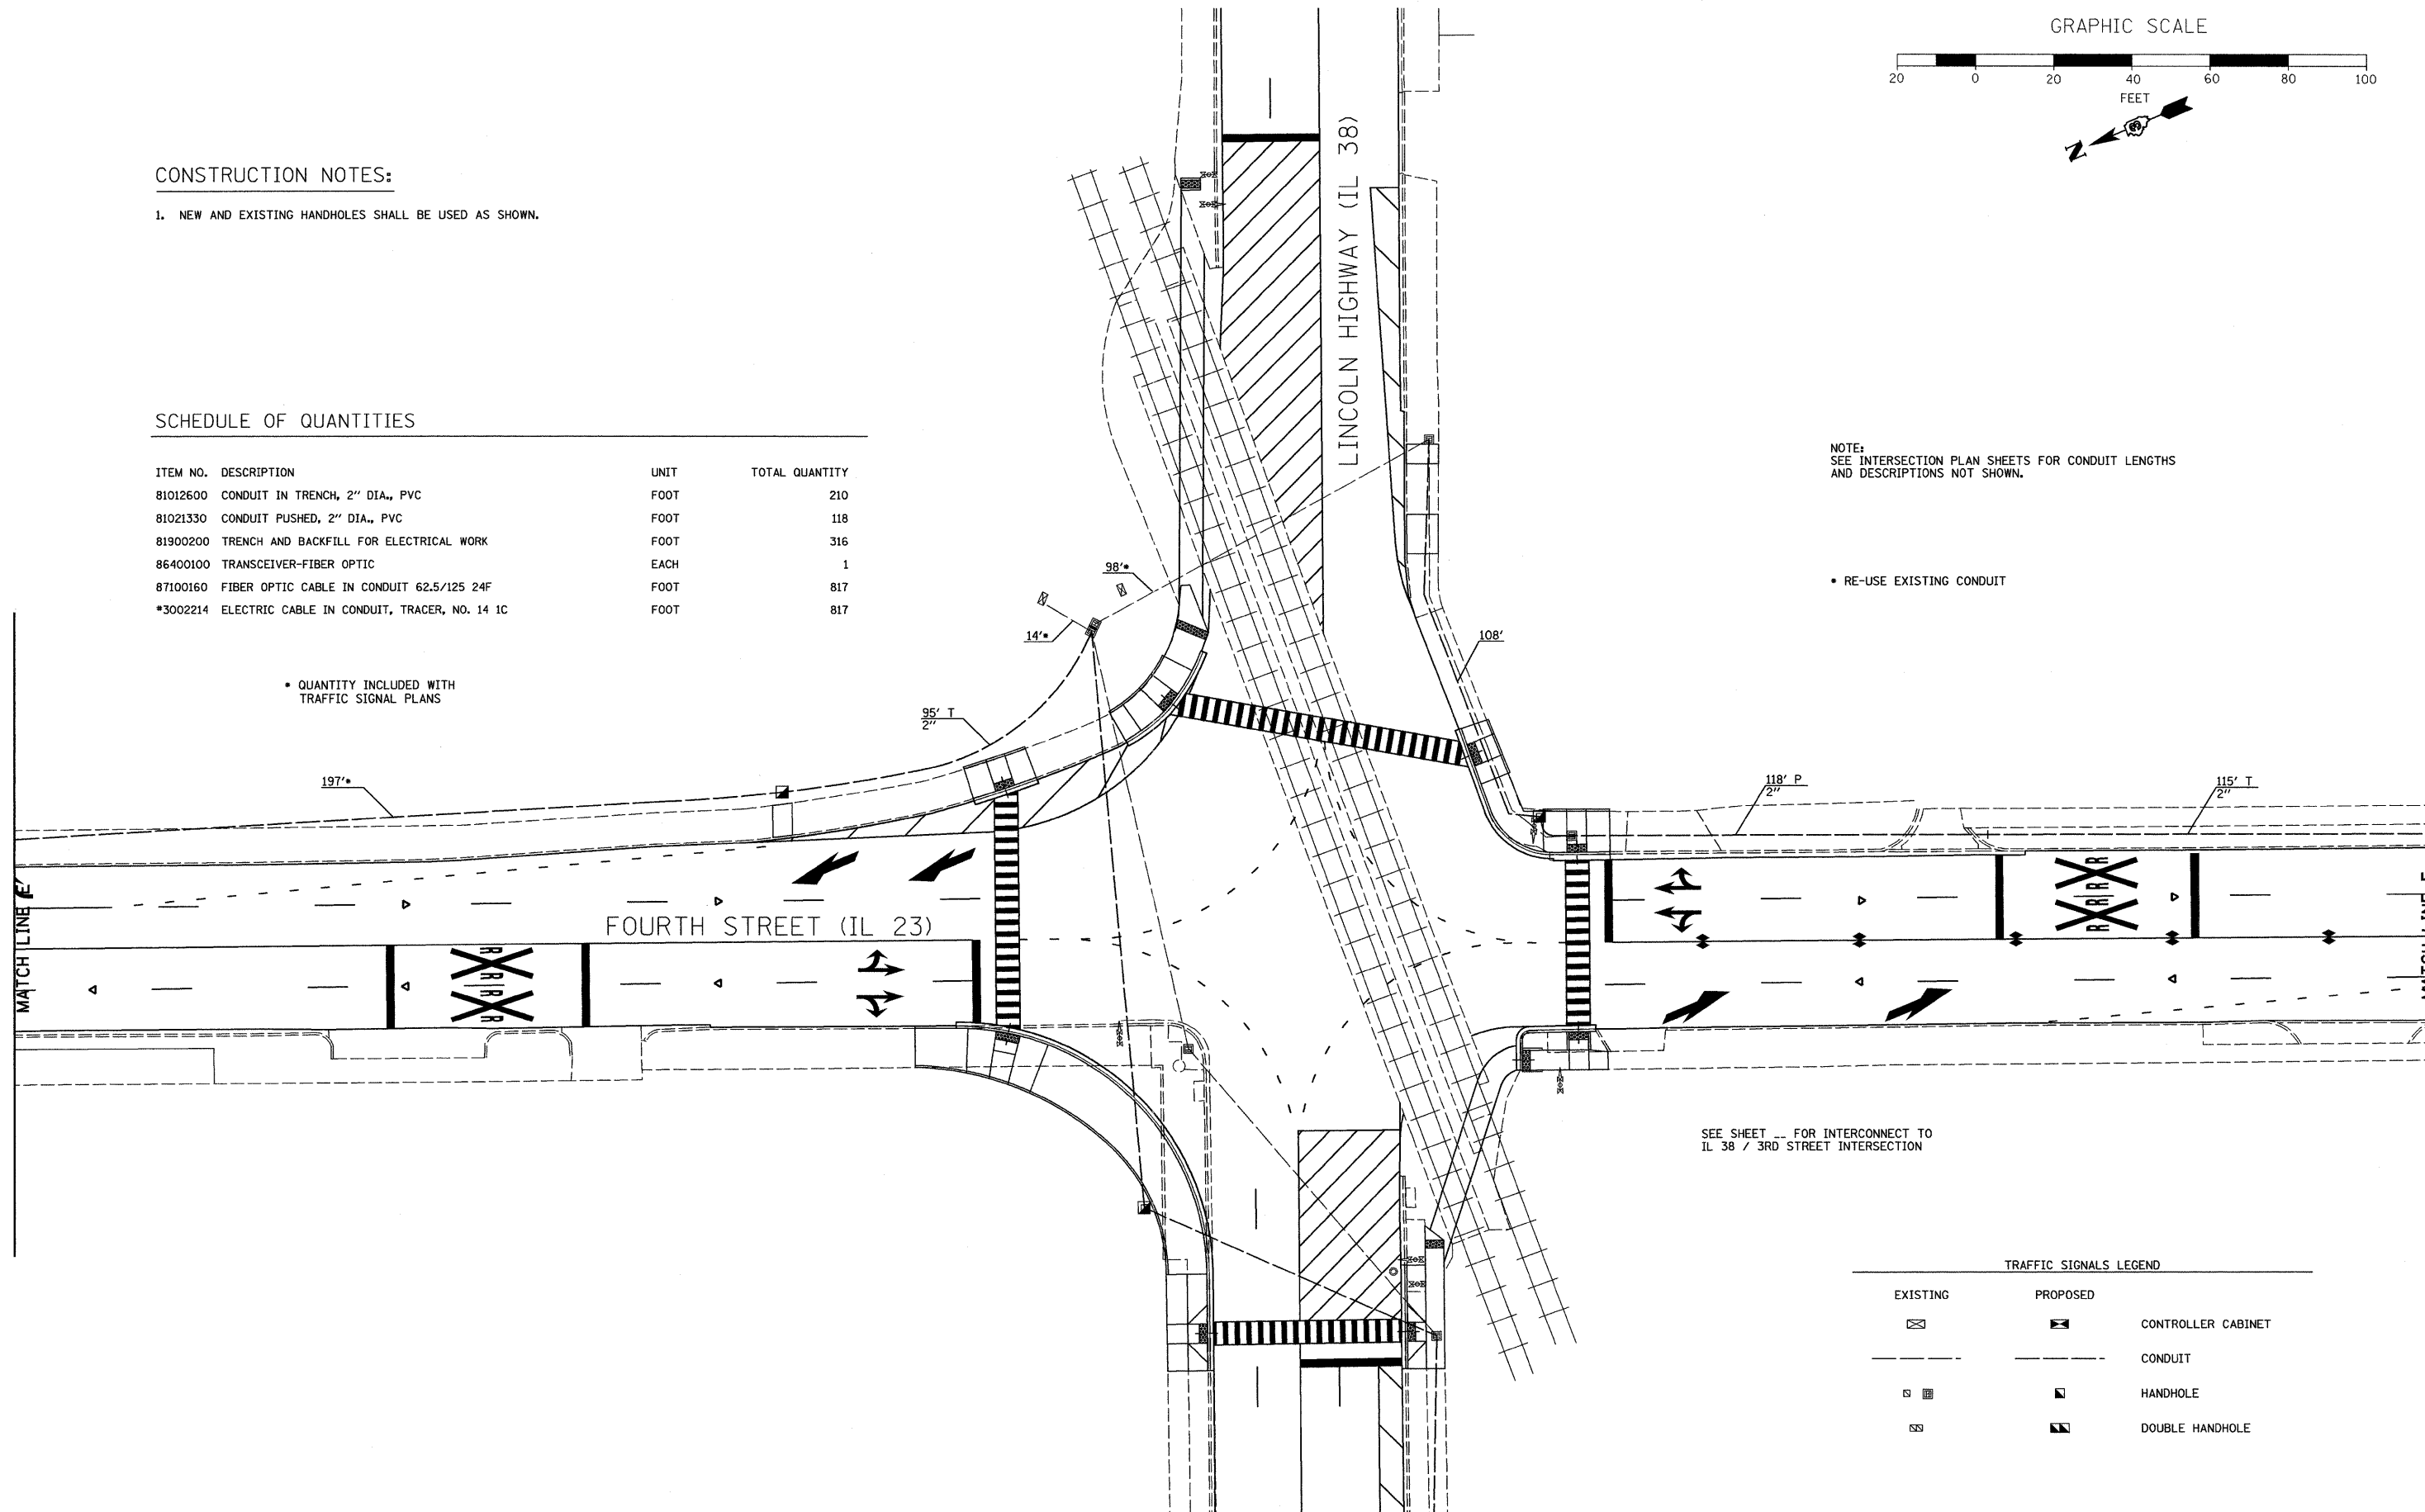 GRAPHIC SCALE
20 0 20 40 60 80 100
FEET
N
CONSTRUCTION NOTES:
1. NEW AND EXISTING HANDHOLES SHALL BE USED AS SHOWN.
LINCOLN HIGHWAY (IL 38)
SCHEDULE OF QUANTITIES
ITEM NO. DESCRIPTION UNIT TOTAL QUANTITY
81012600 CONDUIT IN TRENCH, 2" DIA., PVC FOOT 210
81021330 CONDUIT PUSHED, 2" DIA., PVC FOOT 118
81900200 TRENCH AND BACKFILL FOR ELECTRICAL WORK FOOT 316
86400100 TRANSCEIVER-FIBER OPTIC EACH 1
87100160 FIBER OPTIC CABLE IN CONDUIT 62.5/125 24F FOOT 817
*3002214 ELECTRIC CABLE IN CONDUIT, TRACER, NO. 14 1C FOOT 817
* QUANTITY INCLUDED WITH
TRAFFIC SIGNAL PLANS
NOTE:
SEE INTERSECTION PLAN SHEETS FOR CONDUIT LENGTHS
AND DESCRIPTIONS NOT SHOWN.
* RE-USE EXISTING CONDUIT
98'*
14'*
108'
95' T
2"
197'*
118' P
2"
115' T
2"
MATCH LINE E'
FOURTH STREET (IL 23)
R R
R R
R R
R R
SEE SHEET __ FOR INTERCONNECT TO
IL 38 / 3RD STREET INTERSECTION
TRAFFIC SIGNALS LEGEND
EXISTING PROPOSED
CONTROLLER CABINET
CONDUIT
HANDHOLE
DOUBLE HANDHOLE